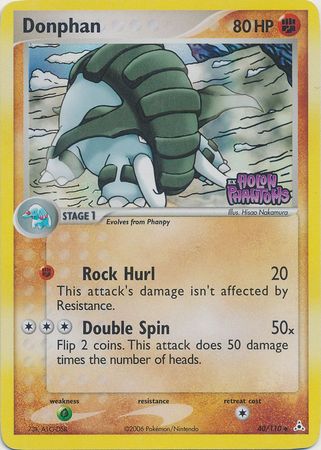 Donphan 80 HP
EX
HOLON
PHANTOMS
Illus. Hisao Nakamura
STAGE 1
Evolves from Phanpy
Rock Hurl 20
This attack's damage isn't affected by
Resistance.
Double Spin 50x
Flip 2 coins. This attack does 50 damage
times the number of heads.
weakness resistance retreat cost
©2006 Pokémon/Nintendo 40/110